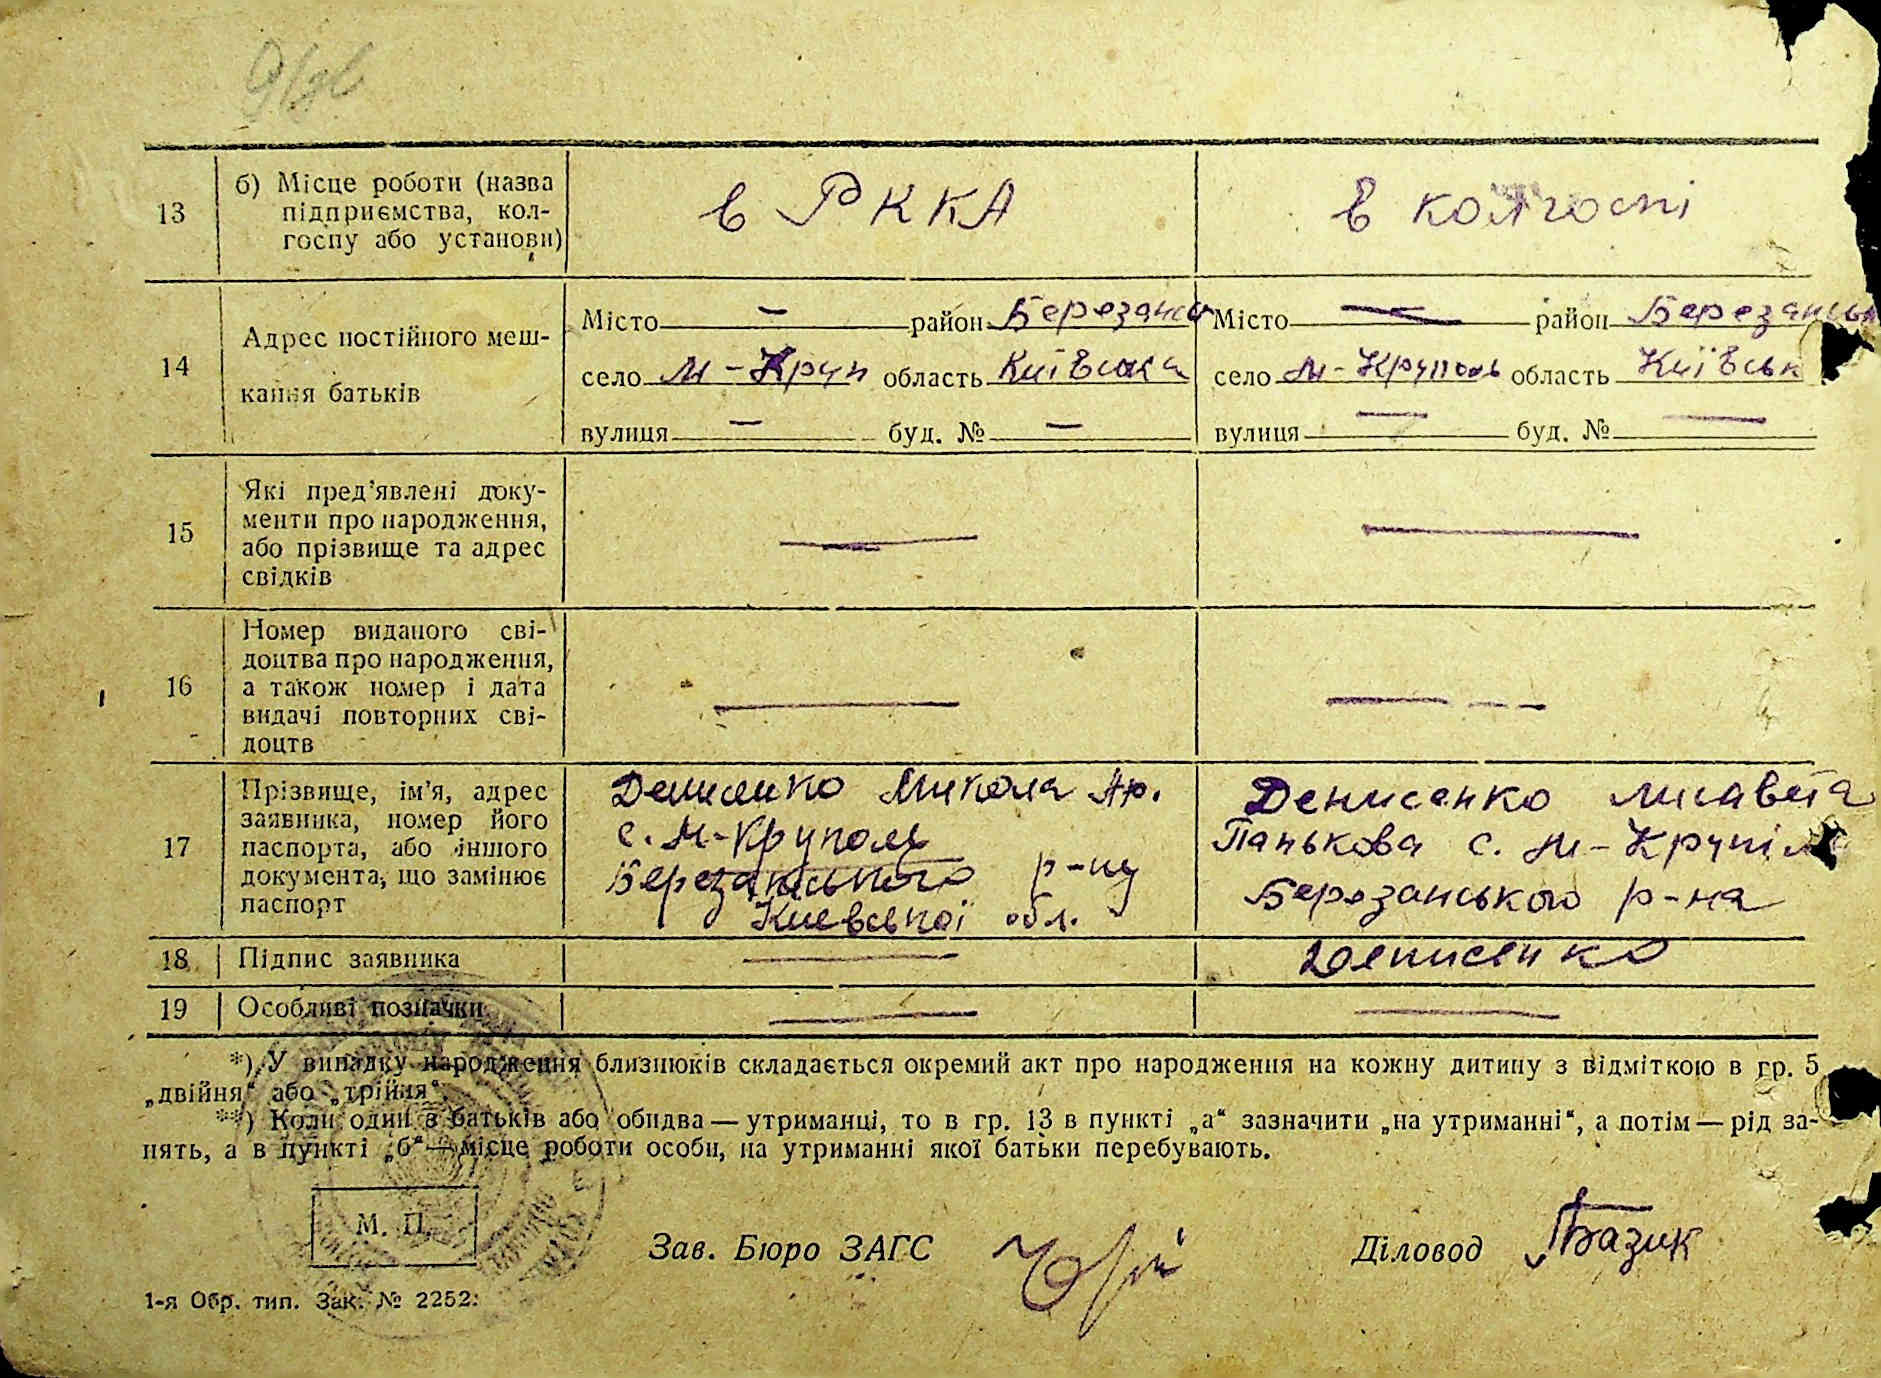 13
б) Місце роботи (назва
підприємства, кол-
госпу або установи)
в РККА
в колгоспі
14
Адрес постійного меш-
кання батьків
Місто — район Березансь
село М-Круп область Київська
вулиця — буд. № —
Місто — район Березанськ
село М-Круполь область Київськ
вулиця — буд. № —
15
Які пред'явлені доку-
менти про народження,
або прізвище та адрес
свідків
—
—
16
Номер виданого сві-
доцтва про народження,
а також номер і дата
видачі повторних сві-
доцтв
—
—
17
Прізвище, ім'я, адрес
заявника, номер його
паспорта, або іншого
документа, що замінює
паспорт
Денисенко Микола Ар.
с. М-Круполь
Березанського р-ну
Киевської обл.
Денисенко Лисавета
Панькова с. М-Крупіль
Березанського р-на
18
Підпис заявника
—
Денисенко
19
Особливі позначки
—
—
*) У випадку народження близнюків складається окремий акт про народження на кожну дитину з відміткою в гр. 5
„двійня“ або „трійня“.
**) Коли один з батьків або обидва — утриманці, то в гр. 13 в пункті „а“ зазначити „на утриманні“, а потім — рід за-
нять, а в пункті „б“ — місце роботи особи, на утриманні якої батьки перебувають.
М. П.
Зав. Бюро ЗАГС
Діловод Базик
1-я Обр. тип. Зак. № 2252.